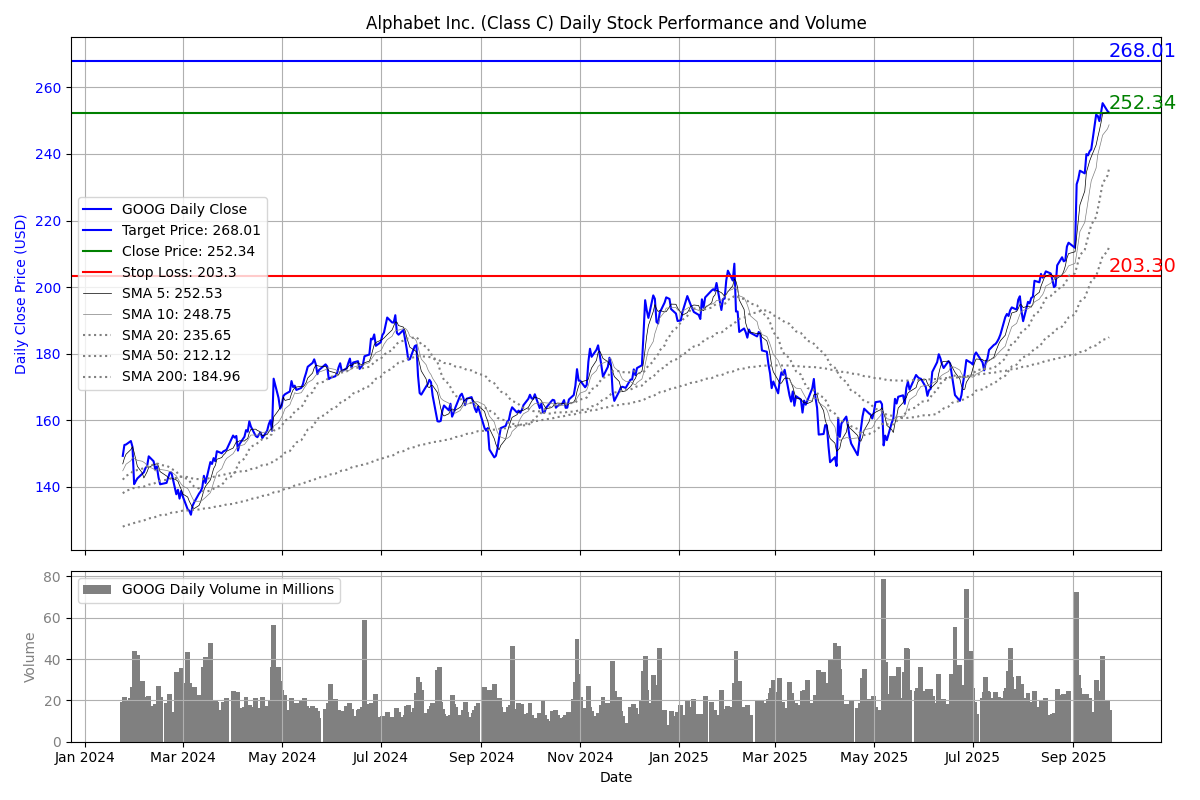 Alphabet Inc. (Class C) Daily Stock Performance and Volume
268.01
252.34
203.30
Daily Close Price (USD)
260
240
220
200
180
160
140
GOOG Daily Close
Target Price: 268.01
Close Price: 252.34
Stop Loss: 203.3
SMA 5: 252.53
SMA 10: 248.75
SMA 20: 235.65
SMA 50: 212.12
SMA 200: 184.96
Volume
80
60
40
20
0
GOOG Daily Volume in Millions
Jan 2024 Mar 2024 May 2024 Jul 2024 Sep 2024 Nov 2024 Jan 2025 Mar 2025 May 2025 Jul 2025 Sep 2025
Date